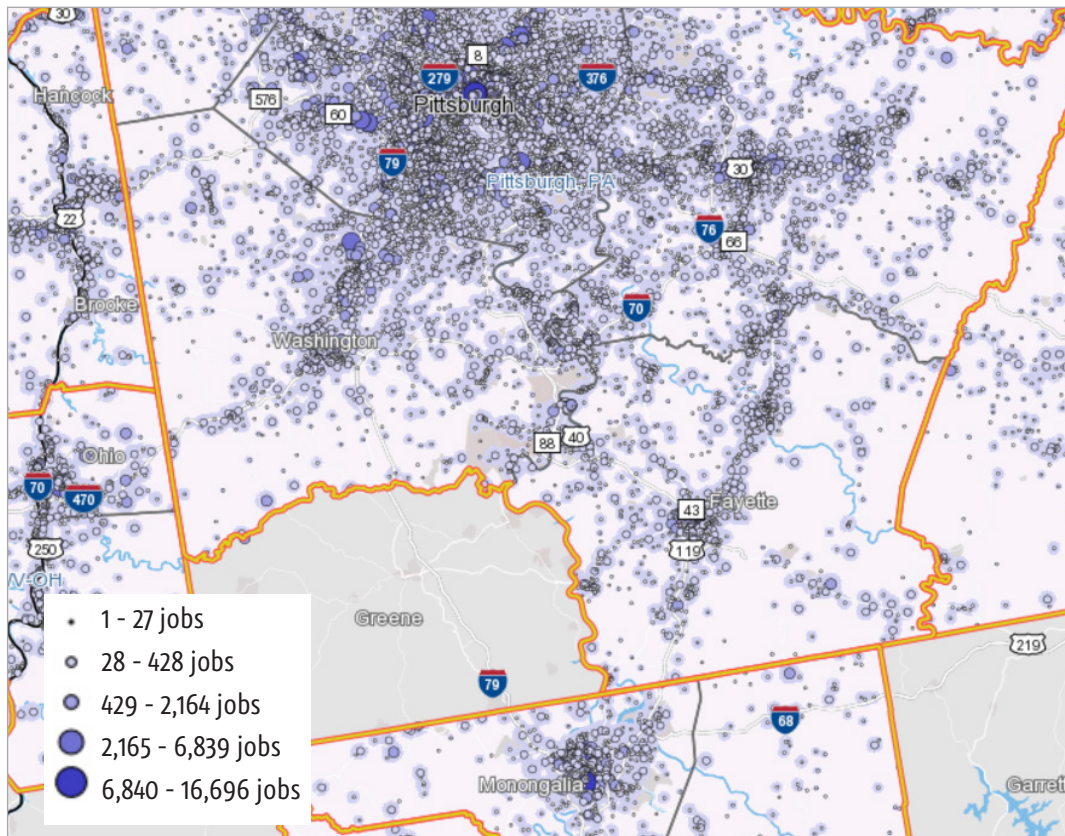 30
Hancock
8
279
376
576
Pittsburgh
60
79
30
Pittsburgh, PA
22
76
66
Brooke
70
Washington
88
40
Ohio
70
470
43
Fayette
250
119
V-OH
1 - 27 jobs
Greene
28 - 428 jobs
219
79
429 - 2,164 jobs
68
2,165 - 6,839 jobs
Monongalia
Garrett
6,840 - 16,696 jobs